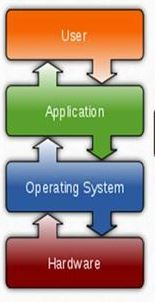 User
Application
Operating System
Hardware